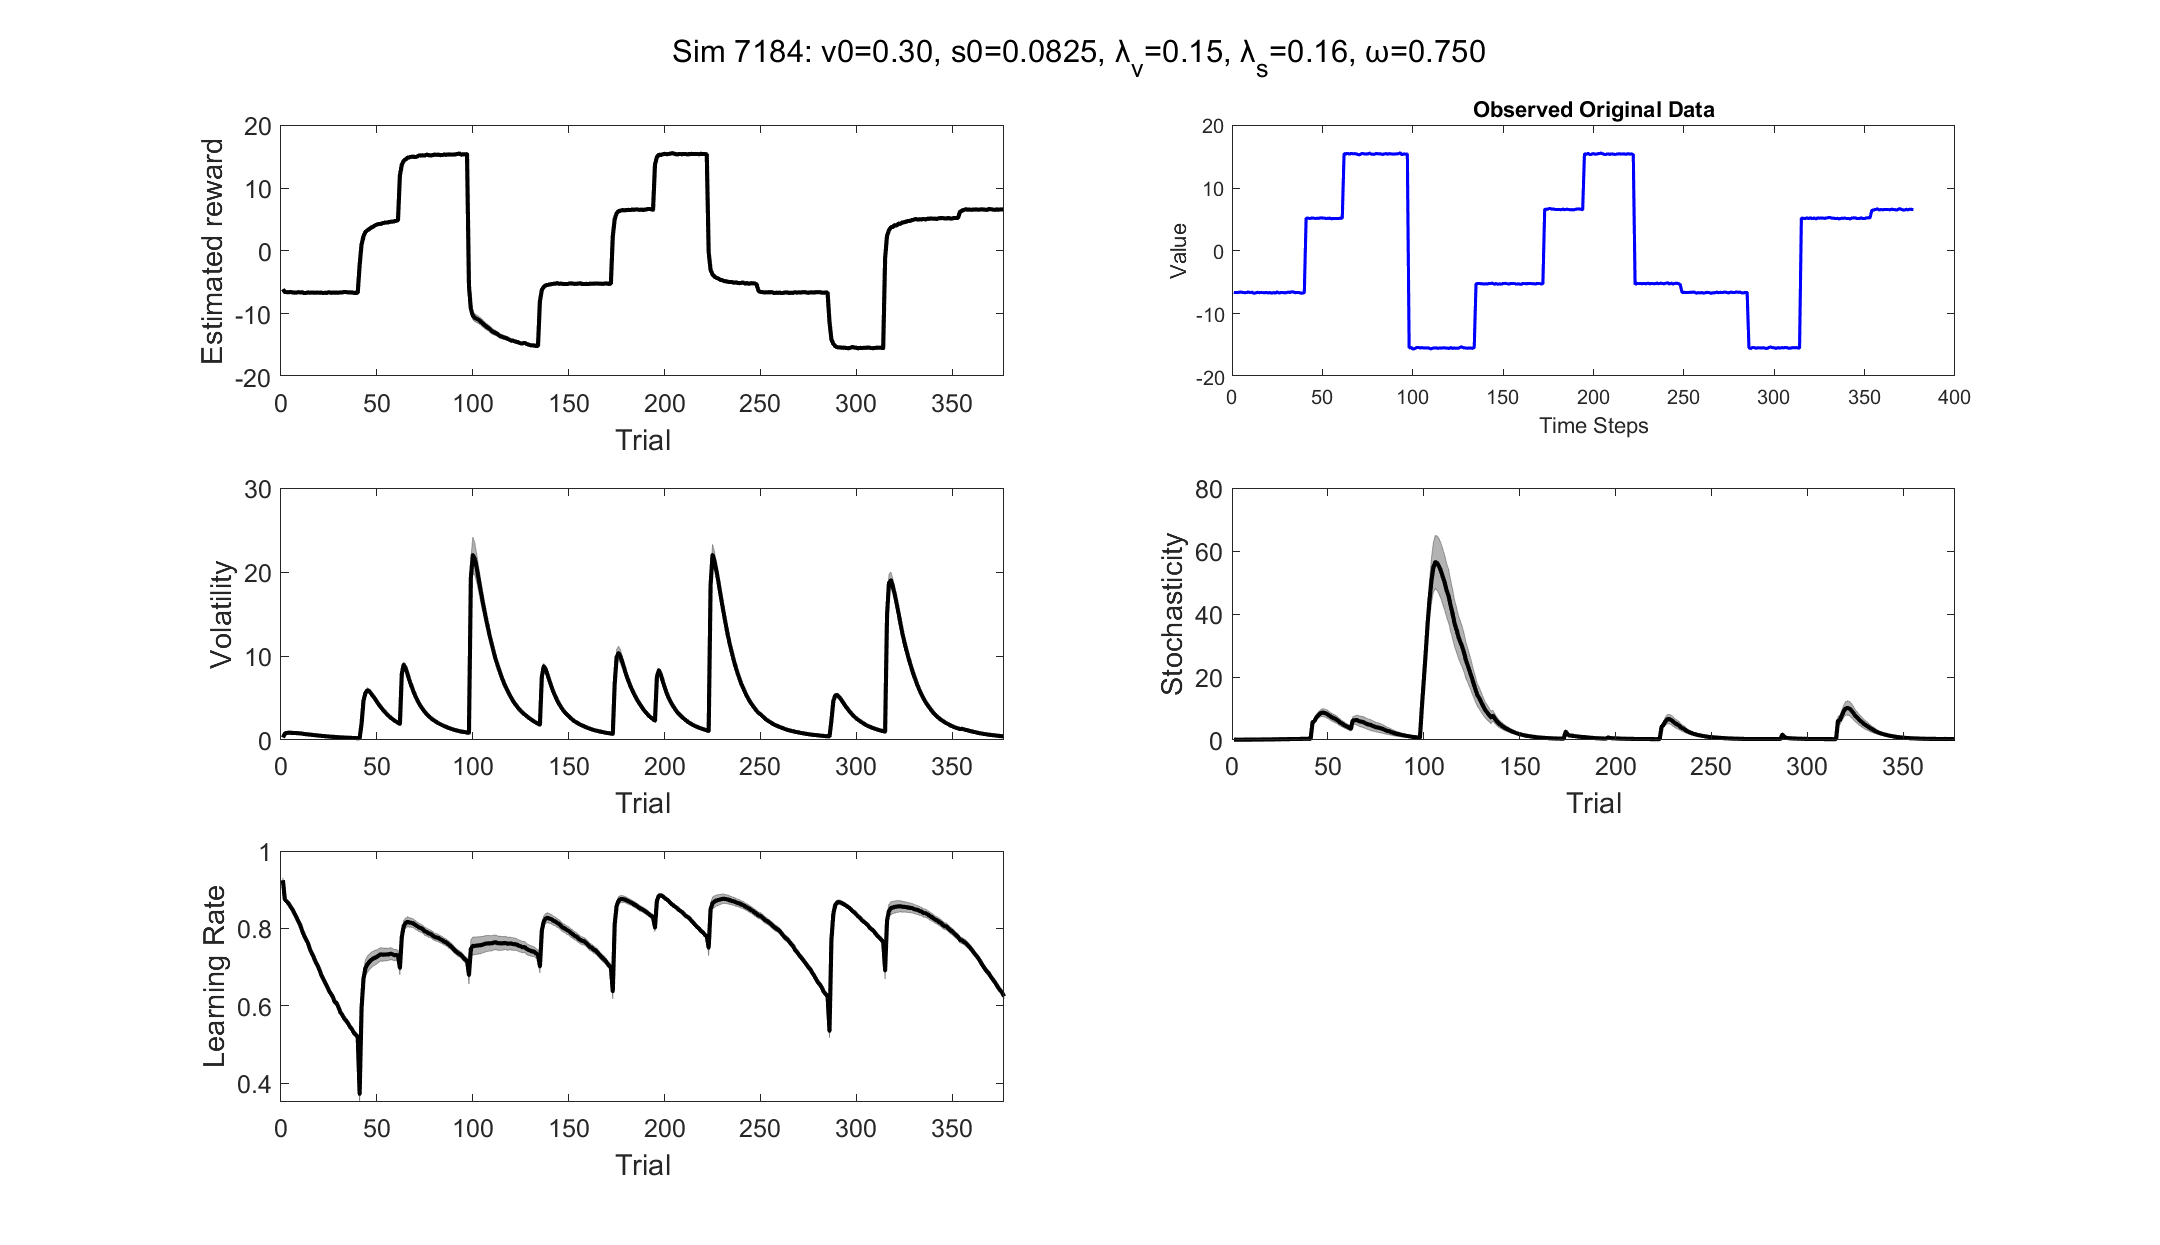 Sim 7184: v0=0.30, s0=0.0825, λ_v=0.15, λ_s=0.16, ω=0.750
Estimated reward
20
10
0
-10
-20
0 50 100 150 200 250 300 350
Trial
Observed Original Data
Value
20
10
0
-10
-20
0 50 100 150 200 250 300 350 400
Time Steps
Volatility
30
20
10
0
0 50 100 150 200 250 300 350
Trial
Stochasticity
80
60
40
20
0
0 50 100 150 200 250 300 350
Trial
Learning Rate
1
0.8
0.6
0.4
0 50 100 150 200 250 300 350
Trial